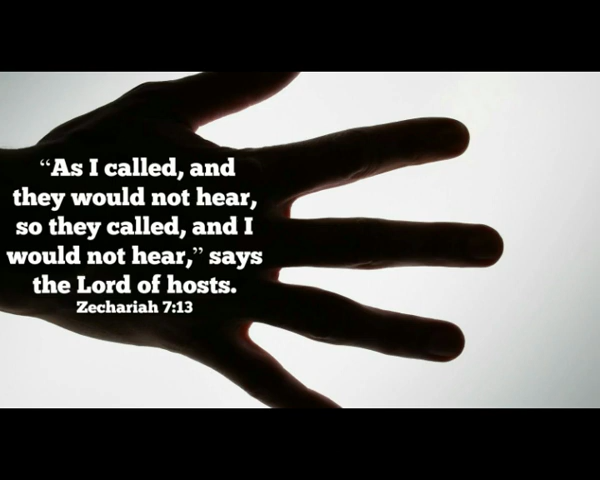 “As I called, and
they would not hear,
so they called, and I
would not hear,” says
the Lord of hosts.
Zechariah 7:13